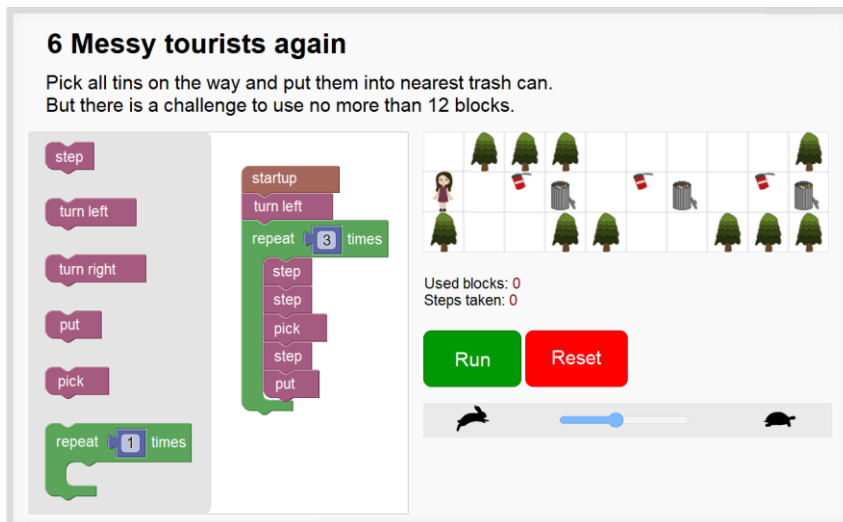 6 Messy tourists again
Pick all tins on the way and put them into nearest trash can.
But there is a challenge to use no more than 12 blocks.
step
turn left
turn right
put
pick
repeat 1 times
startup
turn left
repeat 3 times
step
step
pick
step
put
Used blocks: 0
Steps taken: 0
Run Reset